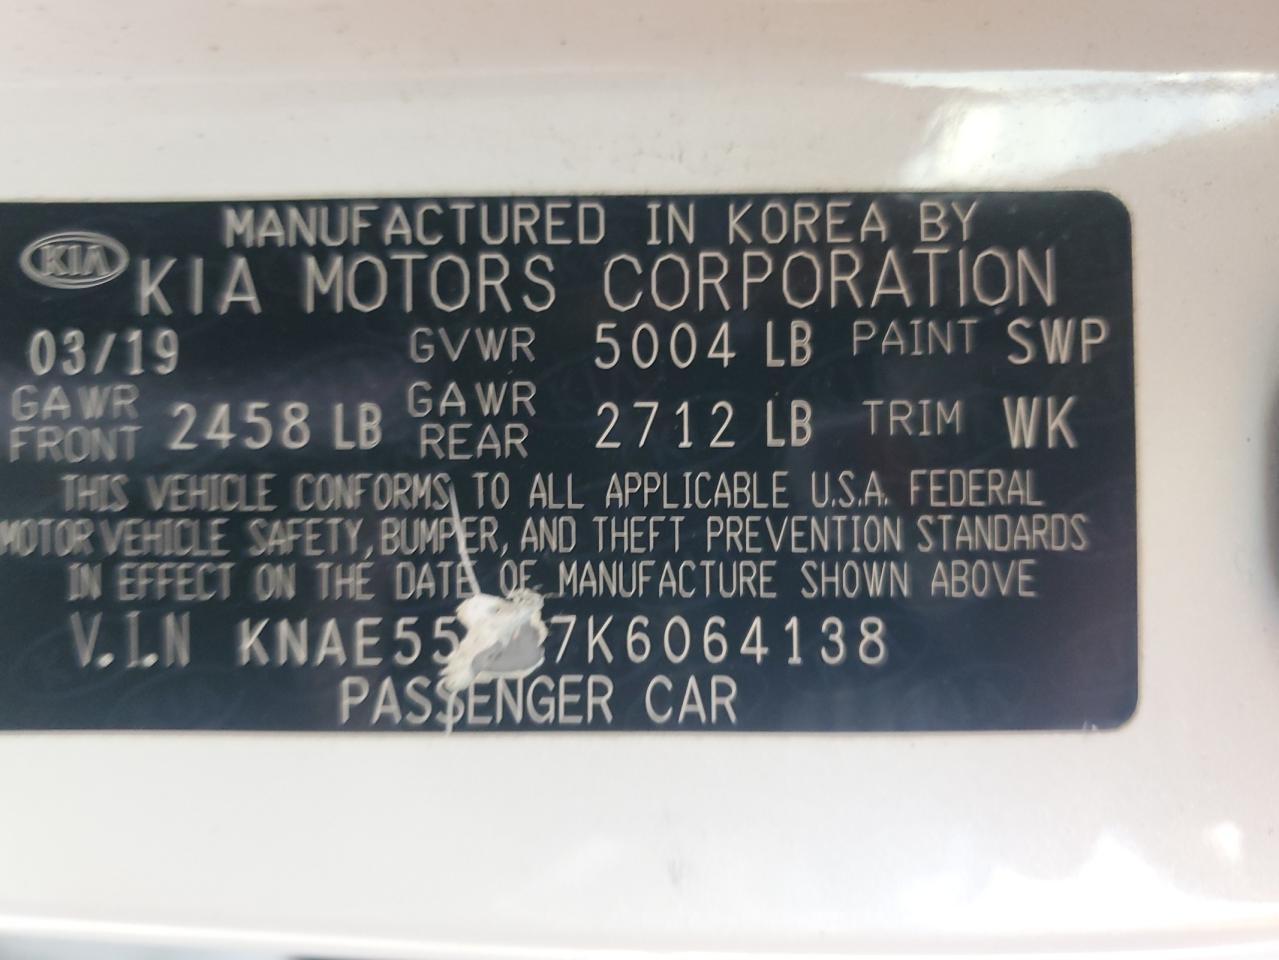 MANUFACTURED IN KOREA BY
KIA KIA MOTORS CORPORATION
03/19 GVWR 5004 LB PAINT SWP
GAWR FRONT 2458 LB GAWR REAR 2712 LB TRIM WK
THIS VEHICLE CONFORMS TO ALL APPLICABLE U.S.A. FEDERAL
MOTOR VEHICLE SAFETY, BUMPER, AND THEFT PREVENTION STANDARDS
IN EFFECT ON THE DATE OF MANUFACTURE SHOWN ABOVE
V.I.N
PASSENGER CAR